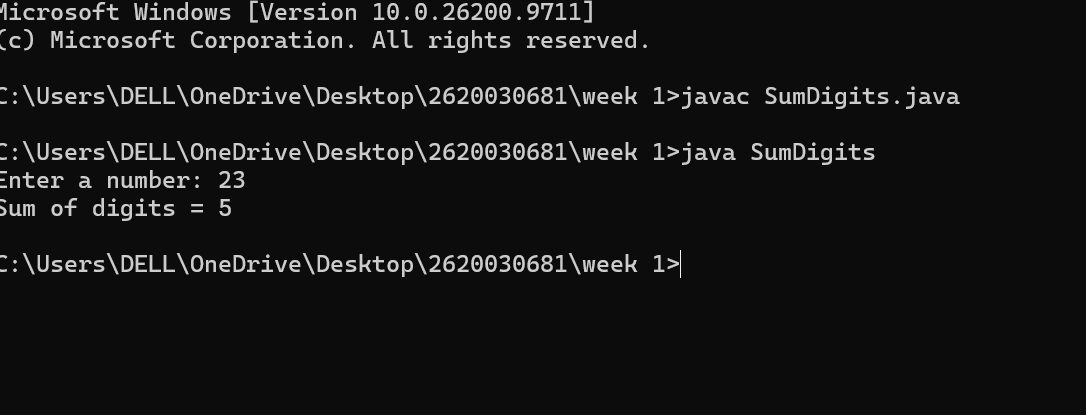 Microsoft Windows [Version 10.0.26200.9711]
(c) Microsoft Corporation. All rights reserved.
C:\Users\DELL\OneDrive\Desktop\2620030681\week 1>javac SumDigits.java
C:\Users\DELL\OneDrive\Desktop\2620030681\week 1>java SumDigits
Enter a number: 23
Sum of digits = 5
C:\Users\DELL\OneDrive\Desktop\2620030681\week 1>